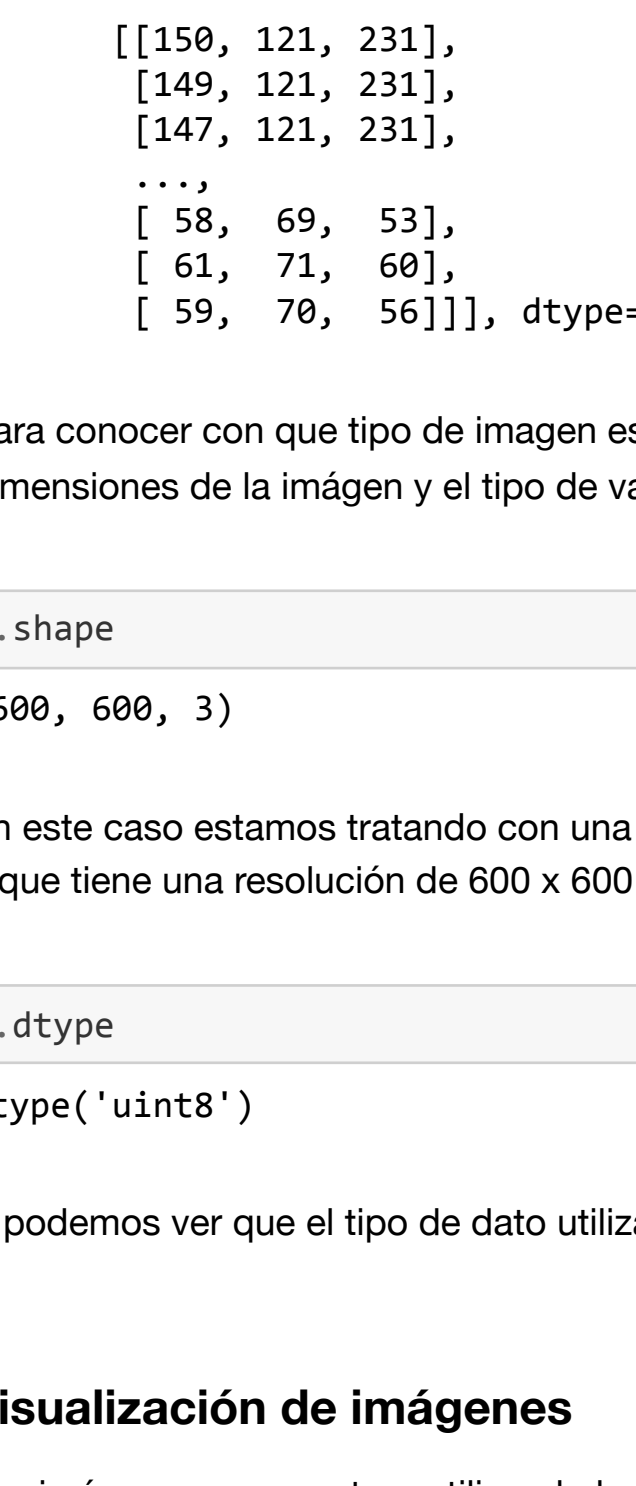 [[150, 121, 231],
[149, 121, 231],
[147, 121, 231],
...,
[ 58,  69,  53],
[ 61,  71,  60],
[ 59,  70,  56]]], dtype=
ara conocer con que tipo de imagen es
mensiones de la imágen y el tipo de va
.shape
600, 600, 3)
n este caso estamos tratando con una
que tiene una resolución de 600 x 600
.dtype
type('uint8')
podemos ver que el tipo de dato utiliza
isualización de imágenes